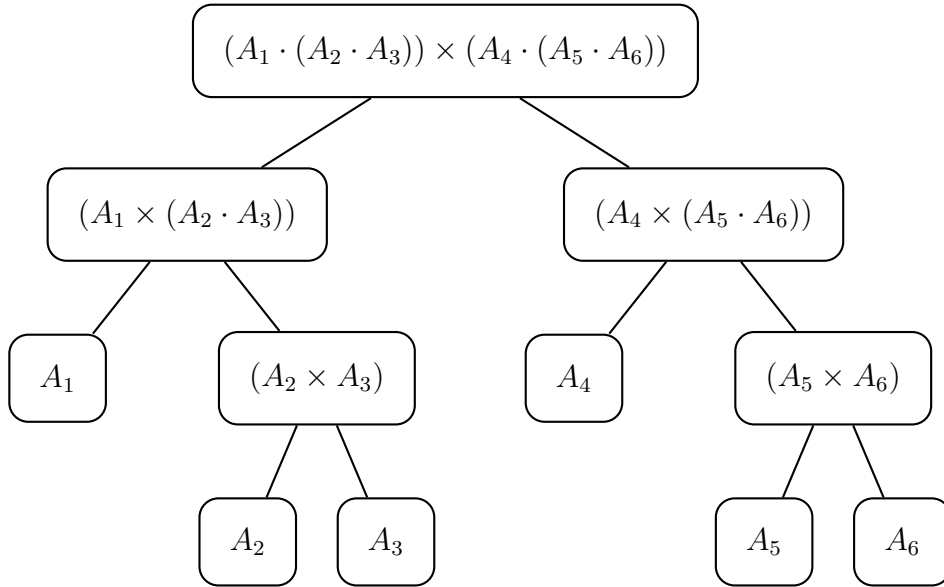 (A₁ · (A₂ · A₃)) × (A₄ · (A₅ · A₆))
(A₁ × (A₂ · A₃))
(A₄ × (A₅ · A₆))
A₁
(A₂ × A₃)
A₄
(A₅ × A₆)
A₂
A₃
A₅
A₆